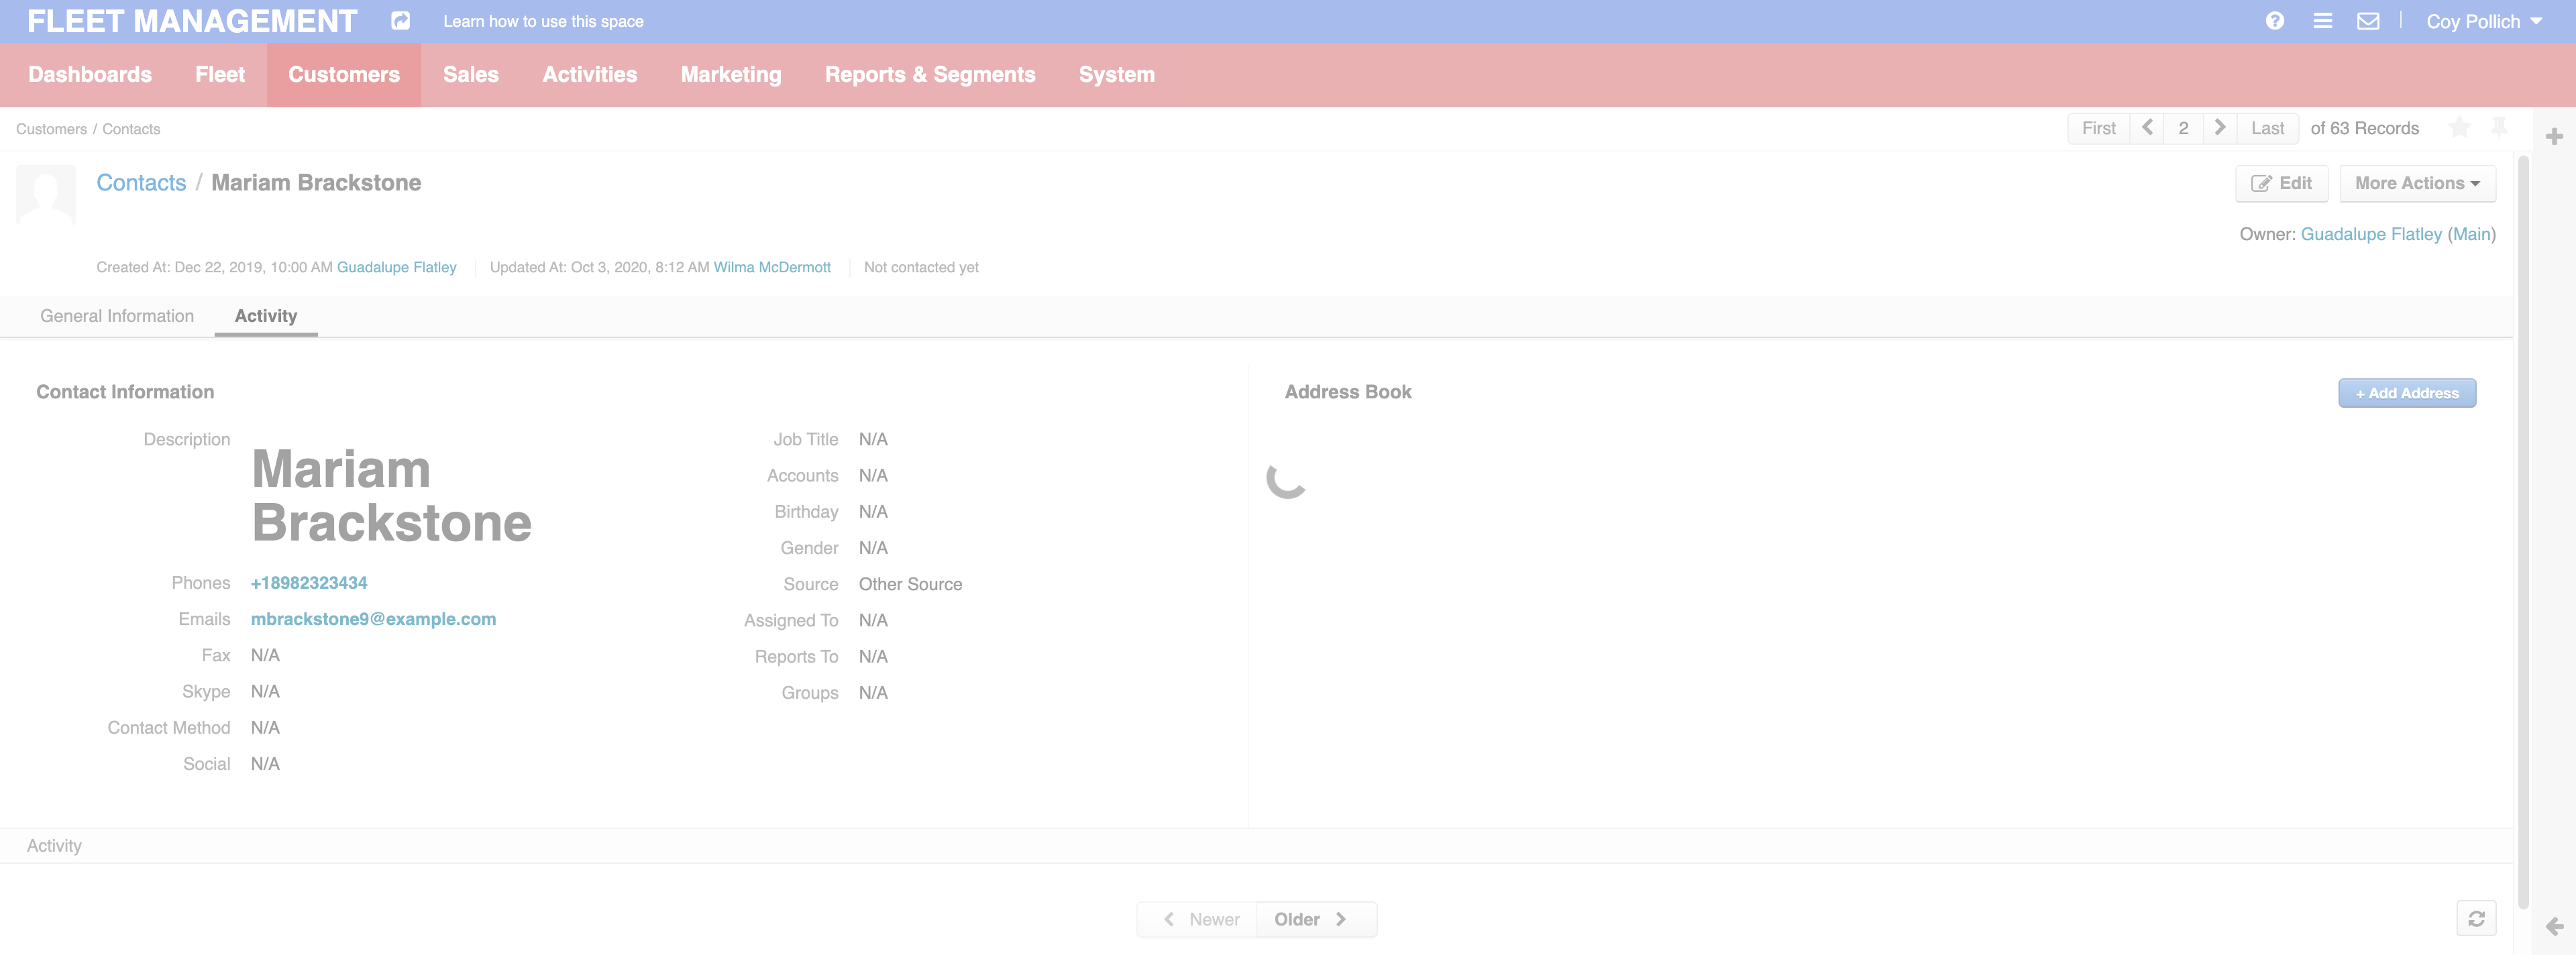 FLEET MANAGEMENT Learn how to use this space Coy Pollich
Dashboards Fleet Customers Sales Activities Marketing Reports & Segments System
Customers / Contacts First 2 Last of 63 Records
Contacts / Mariam Brackstone Edit More Actions
Owner: Guadalupe Flatley (Main)
Created At: Dec 22, 2019, 10:00 AM Guadalupe Flatley Updated At: Oct 3, 2020, 8:12 AM Wilma McDermott Not contacted yet
General Information Activity
Contact Information
Description Mariam
Brackstone
Phones +18982323434
Emails mbrackstone9@example.com
Fax N/A
Skype N/A
Contact Method N/A
Social N/A
Job Title N/A
Accounts N/A
Birthday N/A
Gender N/A
Source Other Source
Assigned To N/A
Reports To N/A
Groups N/A
Address Book + Add Address
Activity
Newer Older